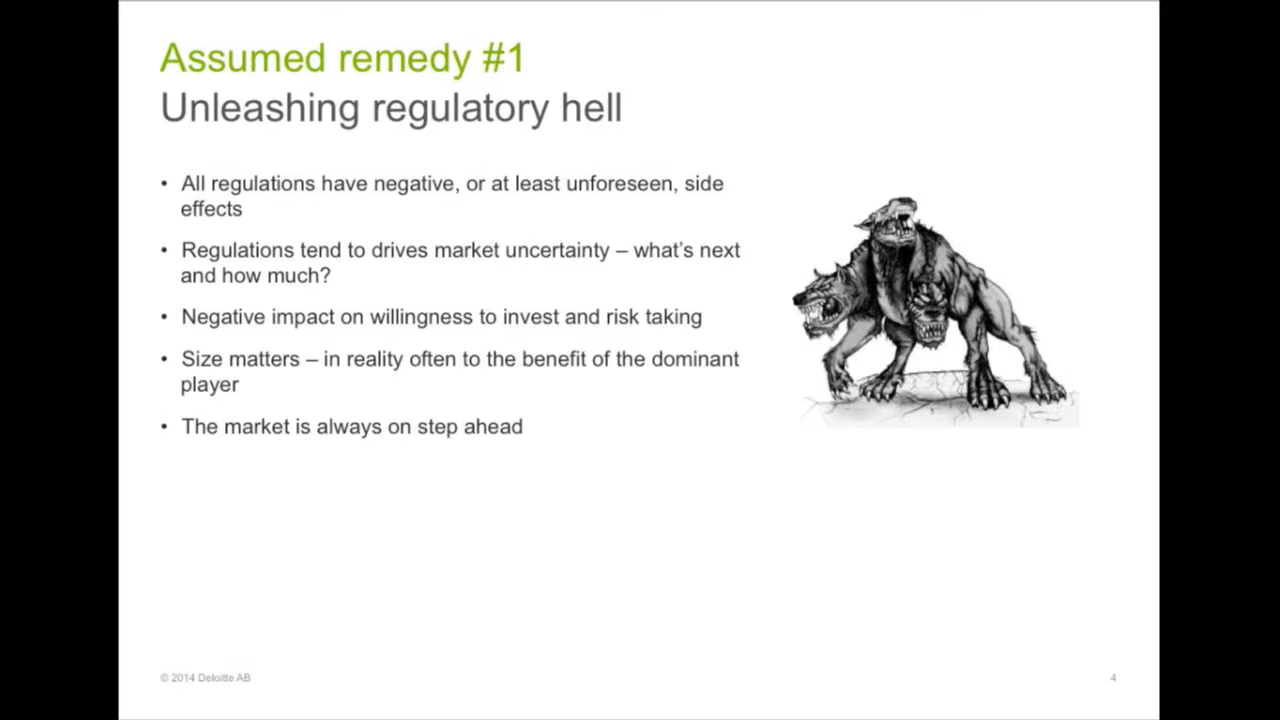 Assumed remedy #1
Unleashing regulatory hell
• All regulations have negative, or at least unforeseen, side
effects
• Regulations tend to drives market uncertainty – what's next
and how much?
• Negative impact on willingness to invest and risk taking
• Size matters – in reality often to the benefit of the dominant
player
• The market is always on step ahead
© 2014 Deloitte AB
4